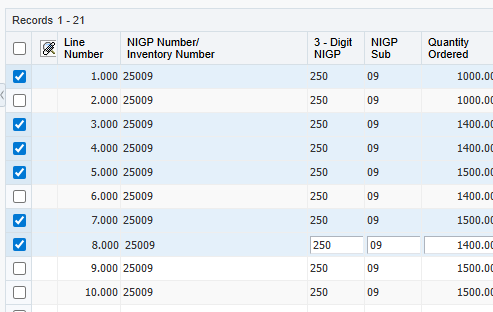 Records 1 - 21
Line Number NIGP Number/ Inventory Number 3 - Digit NIGP NIGP Sub Quantity Ordered
1.000 25009 250 09 1000.00
2.000 25009 250 09 1000.00
3.000 25009 250 09 1400.00
4.000 25009 250 09 1400.00
5.000 25009 250 09 1500.00
6.000 25009 250 09 1400.00
7.000 25009 250 09 1500.00
8.000 25009 250 09 1400.00
9.000 25009 250 09 1500.00
10.000 25009 250 09 1500.00